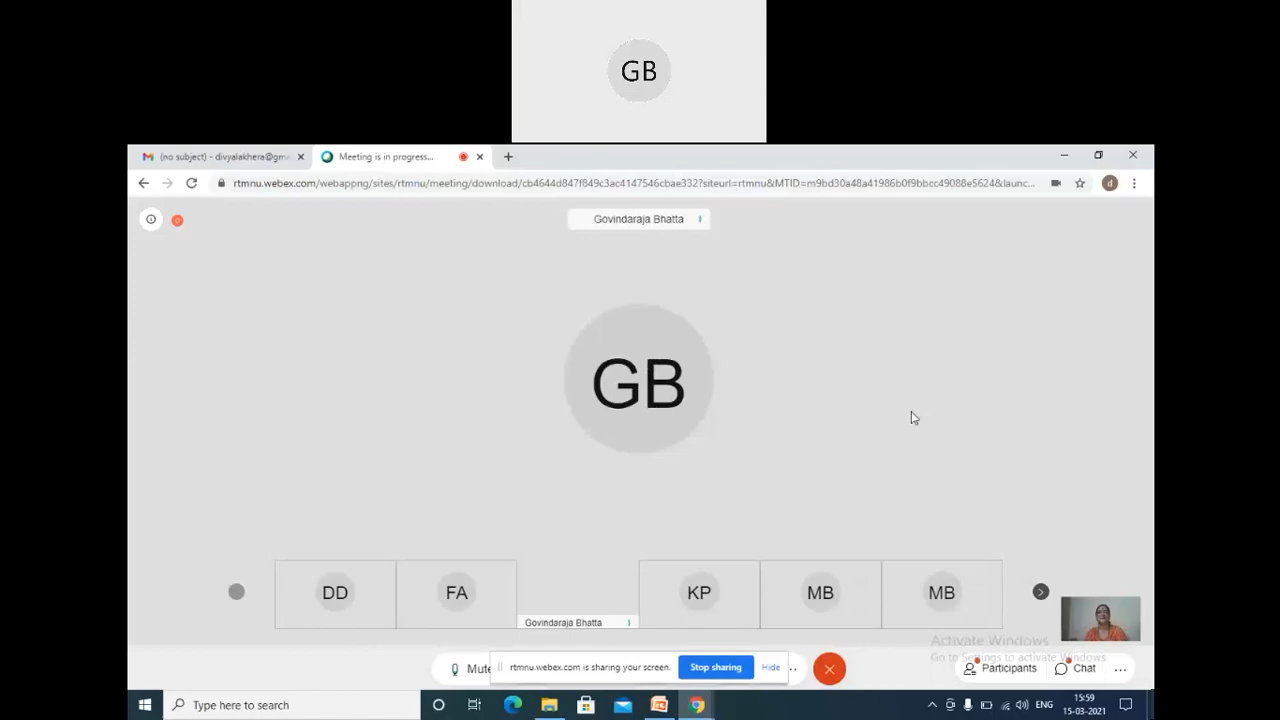 GB
(no subject) - divyalakhera@gm
Meeting is in progress...
rtmnu.webex.com/webappng/sites/rtmnu/meeting/download/cb4644d847f849c3ac4147546cbae332?siteurl=rtmnu&MTID=m9bd30a48a41986b0f9bbcc49088e5624&launc...
d
Govindaraja Bhatta
GB
DD
FA
Govindaraja Bhatta
KP
MB
MB
Activate Windows
Go to Settings to activate Windows.
Mute
rtmnu.webex.com is sharing your screen.
Stop sharing
Hide
Participants
Chat
Type here to search
ENG
15:59
15-03-2021